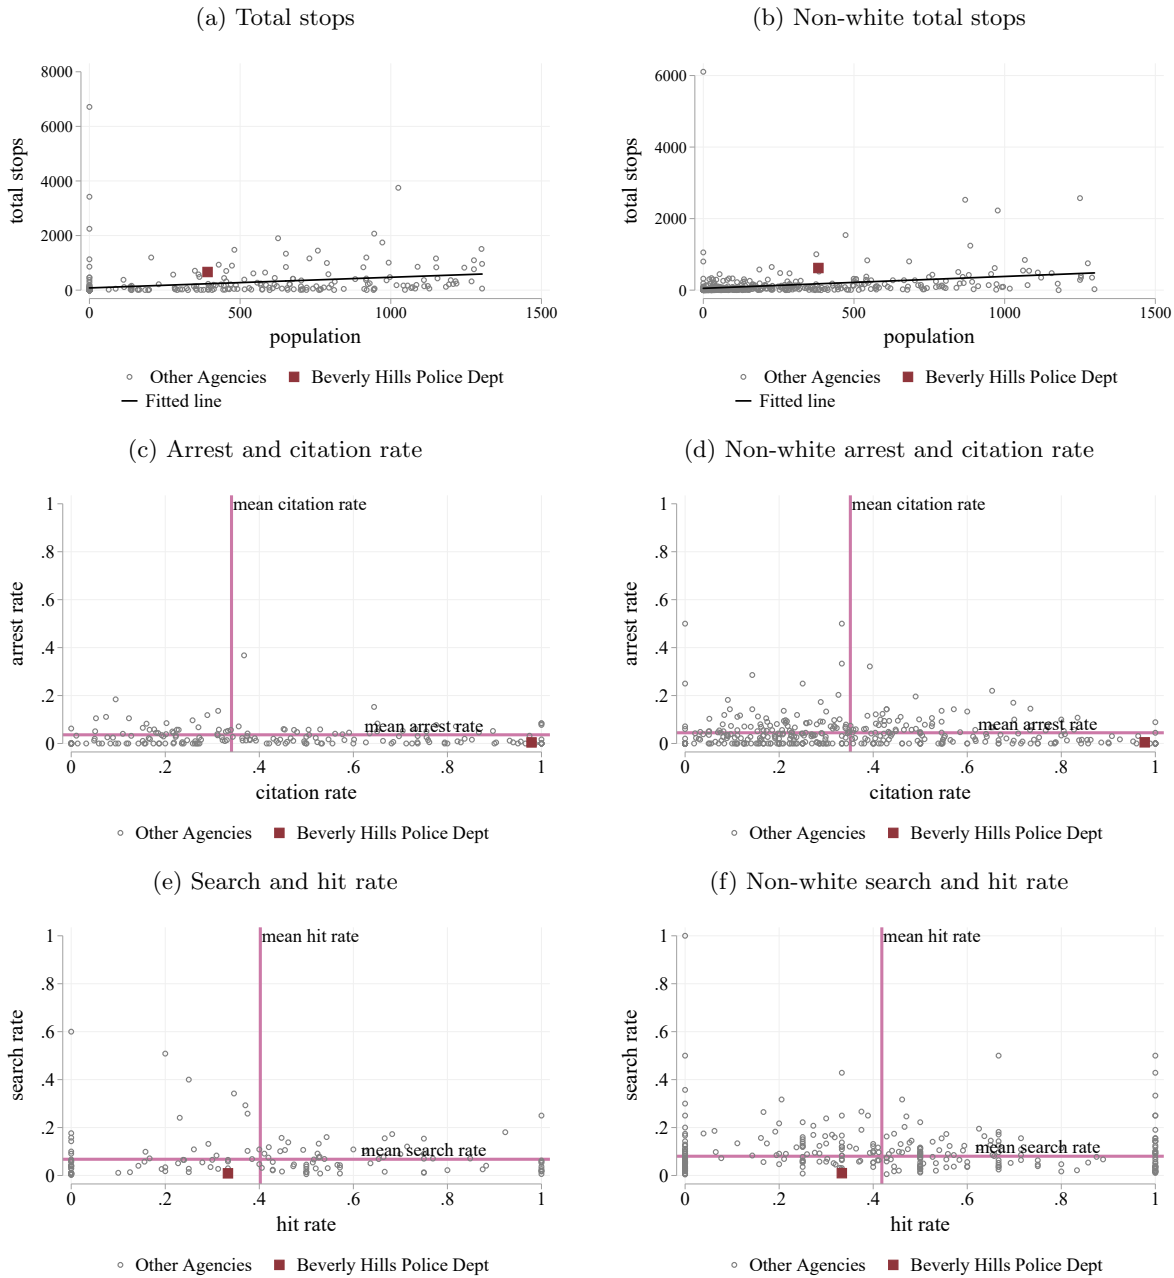 (a) Total stops
8000
6000
4000
2000
0
total stops
0 500 1000 1500
population
Other Agencies Beverly Hills Police Dept
Fitted line
(b) Non-white total stops
6000
4000
2000
0
total stops
0 500 1000 1500
population
Other Agencies Beverly Hills Police Dept
Fitted line
(c) Arrest and citation rate
1
.8
.6
.4
.2
0
arrest rate
mean citation rate
mean arrest rate
0 .2 .4 .6 .8 1
citation rate
Other Agencies Beverly Hills Police Dept
(d) Non-white arrest and citation rate
1
.8
.6
.4
.2
0
arrest rate
mean citation rate
mean arrest rate
0 .2 .4 .6 .8 1
citation rate
Other Agencies Beverly Hills Police Dept
(e) Search and hit rate
1
.8
.6
.4
.2
0
search rate
mean hit rate
mean search rate
0 .2 .4 .6 .8 1
hit rate
Other Agencies Beverly Hills Police Dept
(f) Non-white search and hit rate
1
.8
.6
.4
.2
0
search rate
mean hit rate
mean search rate
0 .2 .4 .6 .8 1
hit rate
Other Agencies Beverly Hills Police Dept